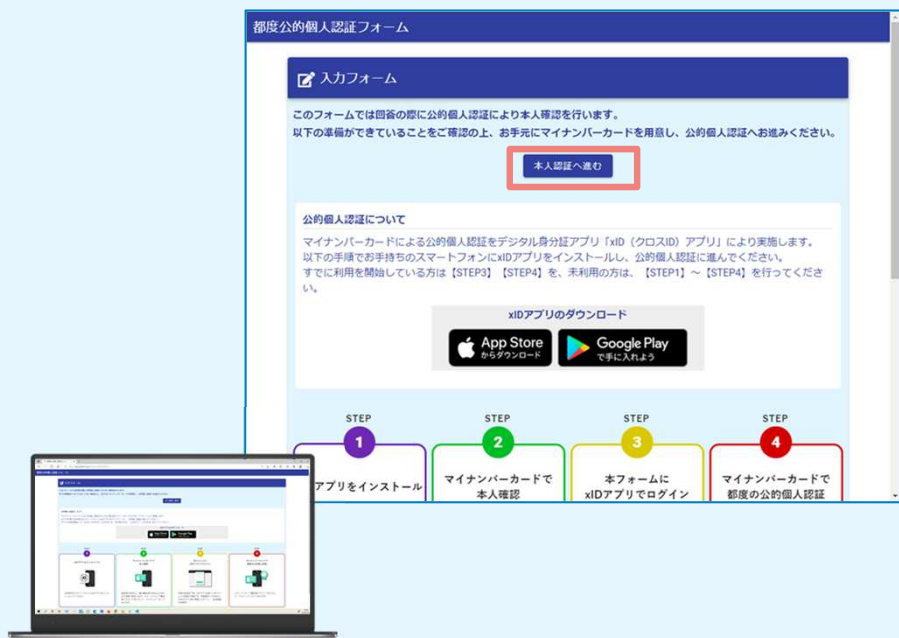 都度公的個人認証フォーム
入力フォーム
このフォームでは回答の際に公的個人認証により本人確認を行います。
以下の準備ができていることをご確認の上、お手元にマイナンバーカードを用意し、公的個人認証へお進みください。
本人認証へ進む
公的個人認証について
マイナンバーカードによる公的個人認証をデジタル身分証アプリ「xID（クロスID）アプリ」により実施します。
以下の手順でお手持ちのスマートフォンにxIDアプリをインストールし、公的個人認証に進んでください。
すでに利用を開始している方は【STEP3】【STEP4】を、未利用の方は、【STEP1】～【STEP4】を行ってくださ
い。
xIDアプリのダウンロード
App Store
からダウンロード
Google Play
で手に入れよう
STEP
1
アプリをインストール
STEP
2
マイナンバーカードで
本人確認
STEP
3
本フォームに
xIDアプリでログイン
STEP
4
マイナンバーカードで
都度の公的個人認証